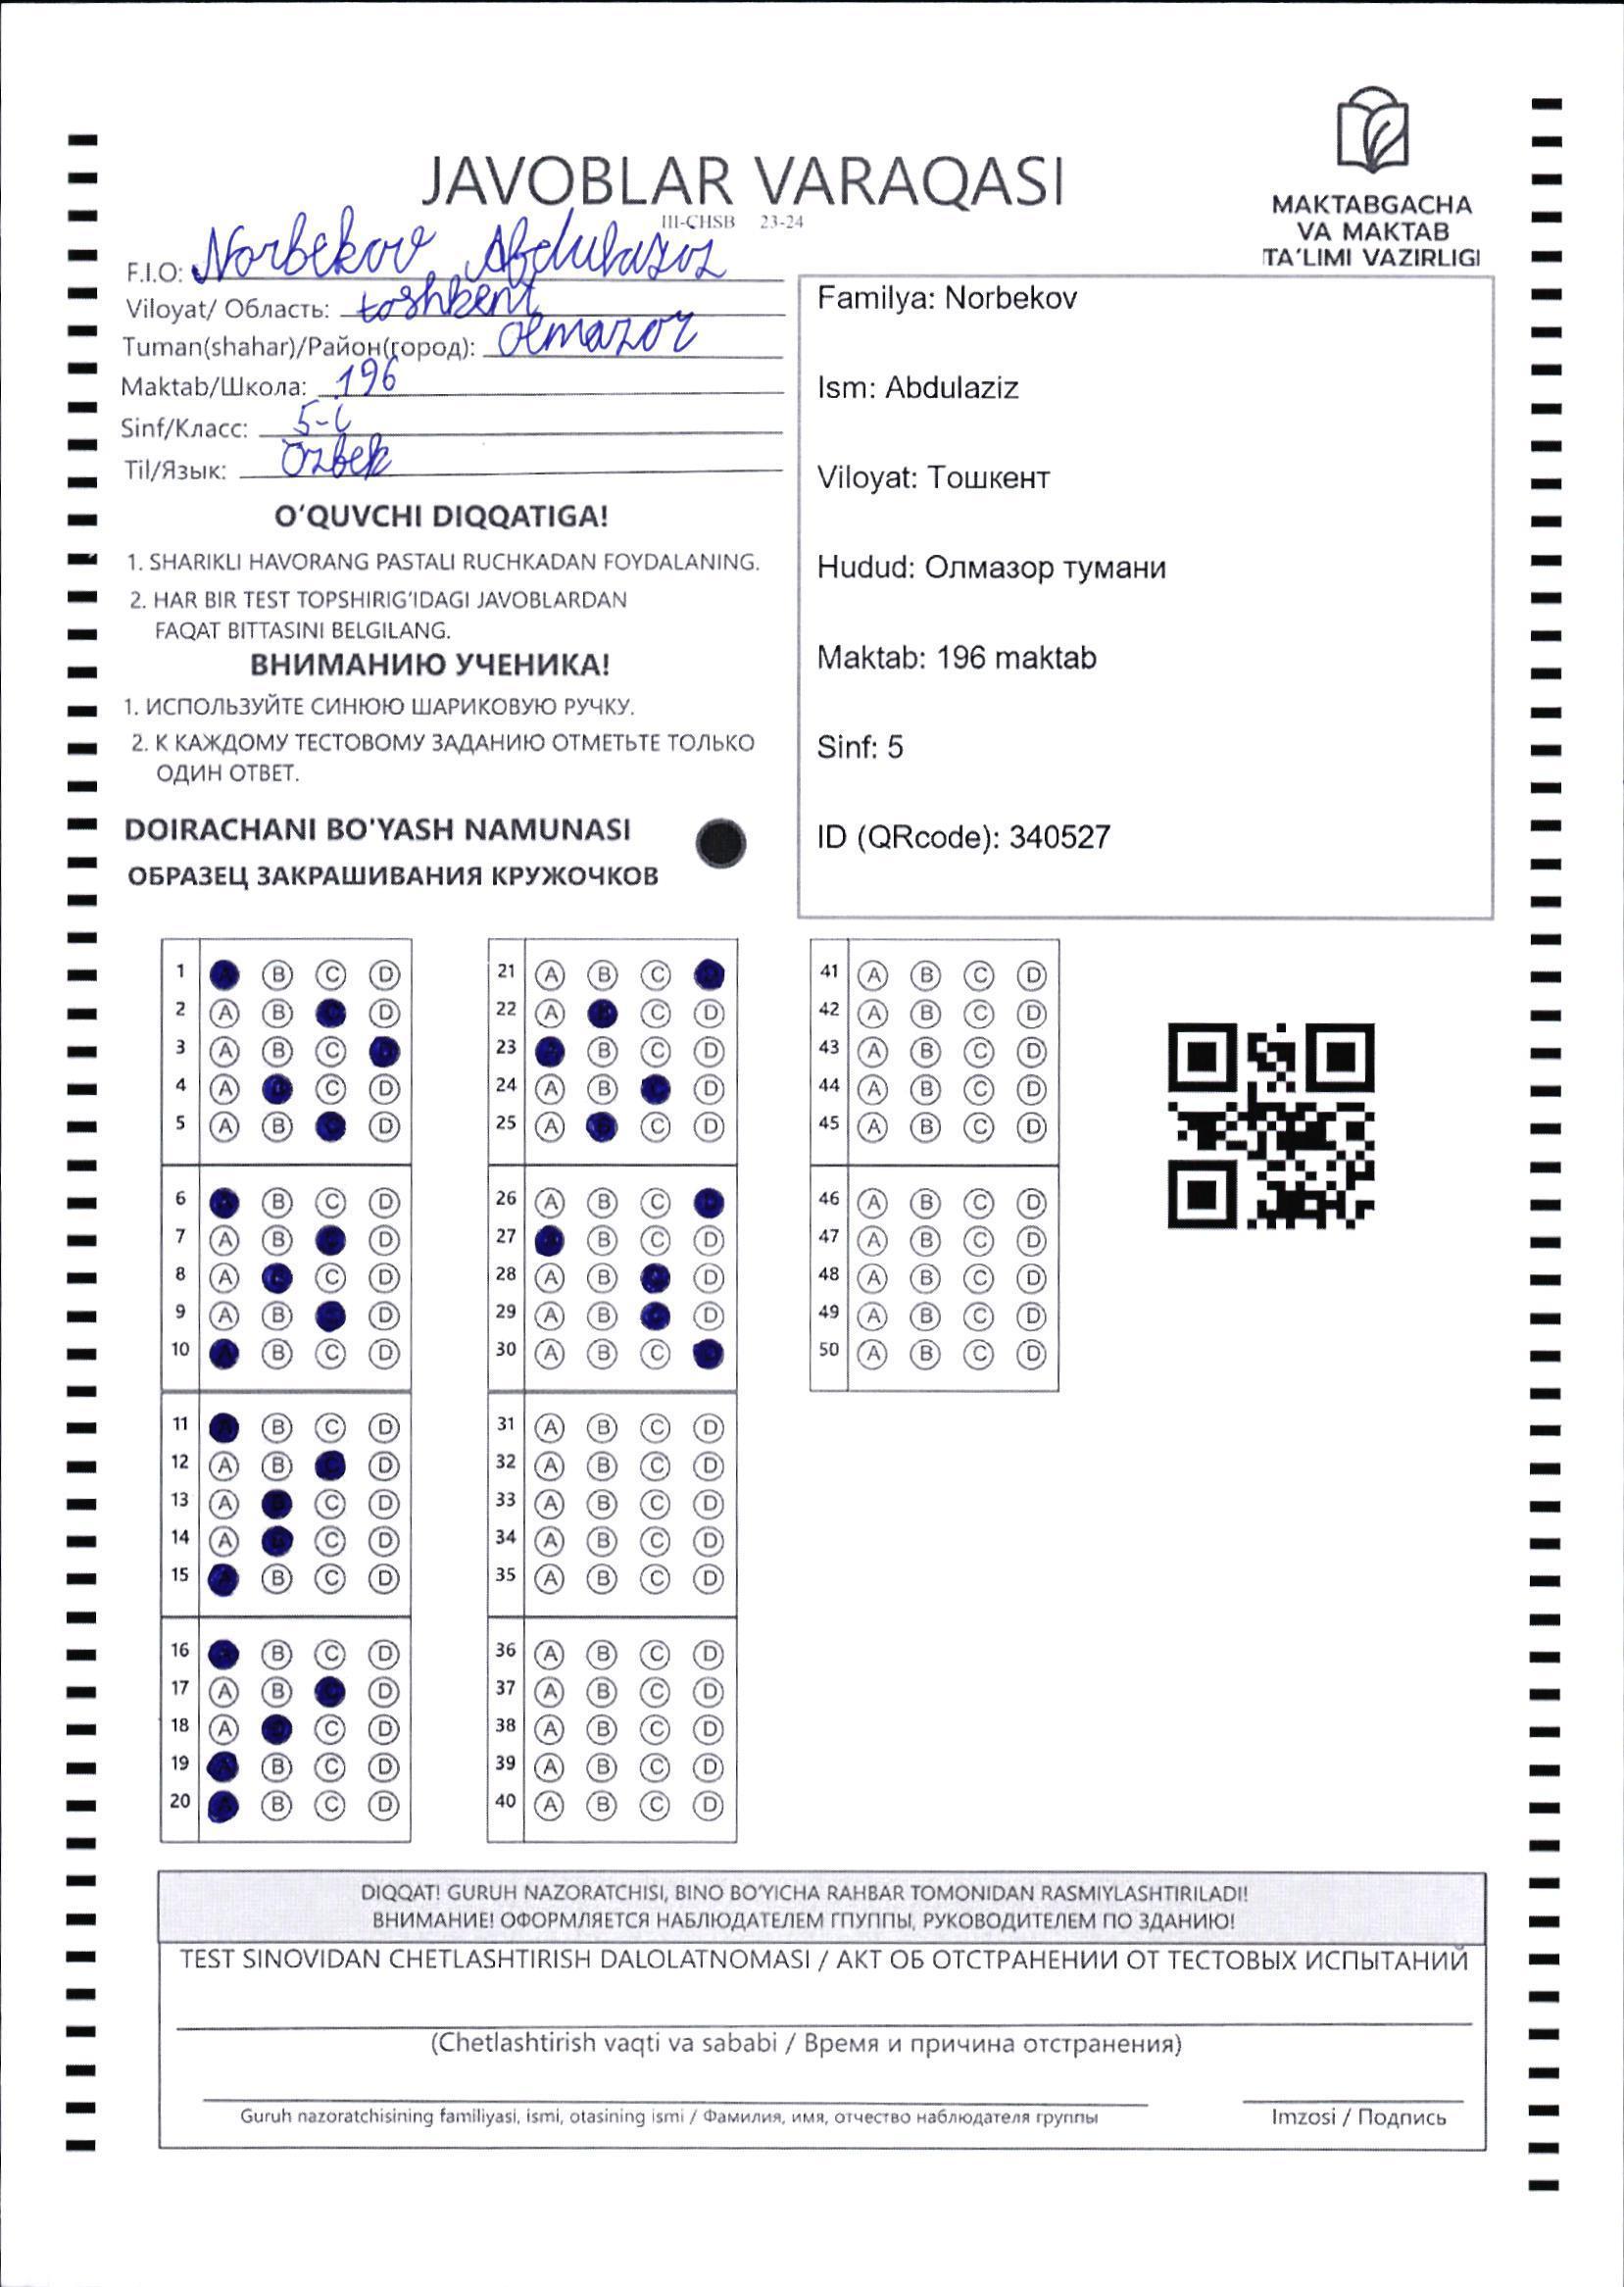 JAVOBLAR VARAQASI
III-CHSB 23-24
MAKTABGACHA
VA MAKTAB
TA'LIMI VAZIRLIGI
F.I.O: Norbekov Abdulaziz
Viloyat/ Область: toshkent
Tuman(shahar)/Район(город): Olmazor
Maktab/Школа: 196
Sinf/Класс: 5-
Til/Язык: Ozbek
O'QUVCHI DIQQATIGA!
1. SHARIKLI HAVORANG PASTALI RUCHKADAN FOYDALANING.
2. HAR BIR TEST TOPSHIRIG'IDAGI JAVOBLARDAN
FAQAT BITTASINI BELGILANG.
ВНИМАНИЮ УЧЕНИКА!
1. ИСПОЛЬЗУЙТЕ СИНЮЮ ШАРИКОВУЮ РУЧКУ.
2. К КАЖДОМУ ТЕСТОВОМУ ЗАДАНИЮ ОТМЕТЬТЕ ТОЛЬКО
ОДИН ОТВЕТ.
DOIRACHANI BO'YASH NAMUNASI
ОБРАЗЕЦ ЗАКРАШИВАНИЯ КРУЖОЧКОВ
Familya: Norbekov
Ism: Abdulaziz
Viloyat: Тошкент
Hudud: Олмазор тумани
Maktab: 196 maktab
Sinf: 5
ID (QRcode): 340527
1 A B C D
2 A B C D
3 A B C D
4 A B C D
5 A B C D
6 A B C D
7 A B C D
8 A B C D
9 A B C D
10 A B C D
11 A B C D
12 A B C D
13 A B C D
14 A B C D
15 A B C D
16 A B C D
17 A B C D
18 A B C D
19 A B C D
20 A B C D
21 A B C D
22 A B C D
23 A B C D
24 A B C D
25 A B C D
26 A B C D
27 A B C D
28 A B C D
29 A B C D
30 A B C D
31 A B C D
32 A B C D
33 A B C D
34 A B C D
35 A B C D
36 A B C D
37 A B C D
38 A B C D
39 A B C D
40 A B C D
41 A B C D
42 A B C D
43 A B C D
44 A B C D
45 A B C D
46 A B C D
47 A B C D
48 A B C D
49 A B C D
50 A B C D
DIQQAT! GURUH NAZORATCHISI, BINO BO'YICHA RAHBAR TOMONIDAN RASMIYLASHTIRILADI!
ВНИМАНИЕ! ОФОРМЛЯЕТСЯ НАБЛЮДАТЕЛЕМ ГПУППЫ, РУКОВОДИТЕЛЕМ ПО ЗДАНИЮ!
TEST SINOVIDAN CHETLASHTIRISH DALOLATNOMASI / АКТ ОБ ОТСТРАНЕНИИ ОТ ТЕСТОВЫХ ИСПЫТАНИЙ
(Chetlashtirish vaqti va sababi / Время и причина отстранения)
Guruh nazoratchisining familiyasi, ismi, otasining ismi / Фамилия, имя, отчество наблюдателя группы
Imzosi / Подпись